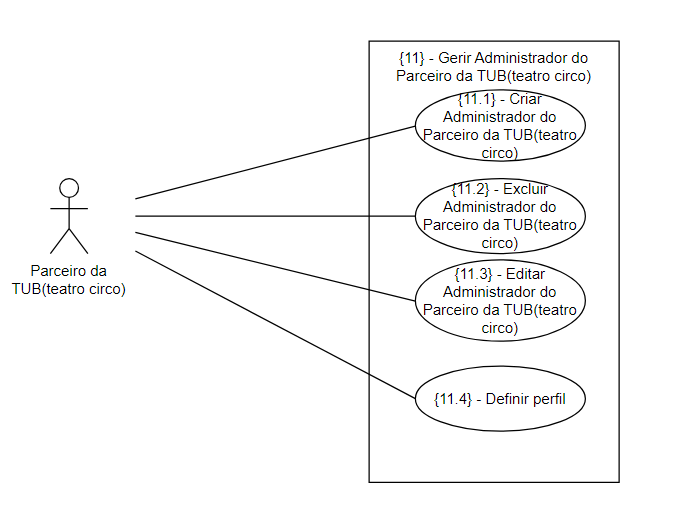 {11} - Gerir Administrador do
Parceiro da TUB(teatro circo)
{11.1} - Criar
Administrador do
Parceiro da TUB(teatro
circo)
{11.2} - Excluir
Administrador do
Parceiro da TUB(teatro
circo)
{11.3} - Editar
Administrador do
Parceiro da TUB(teatro
circo)
{11.4} - Definir perfil
Parceiro da
TUB(teatro circo)